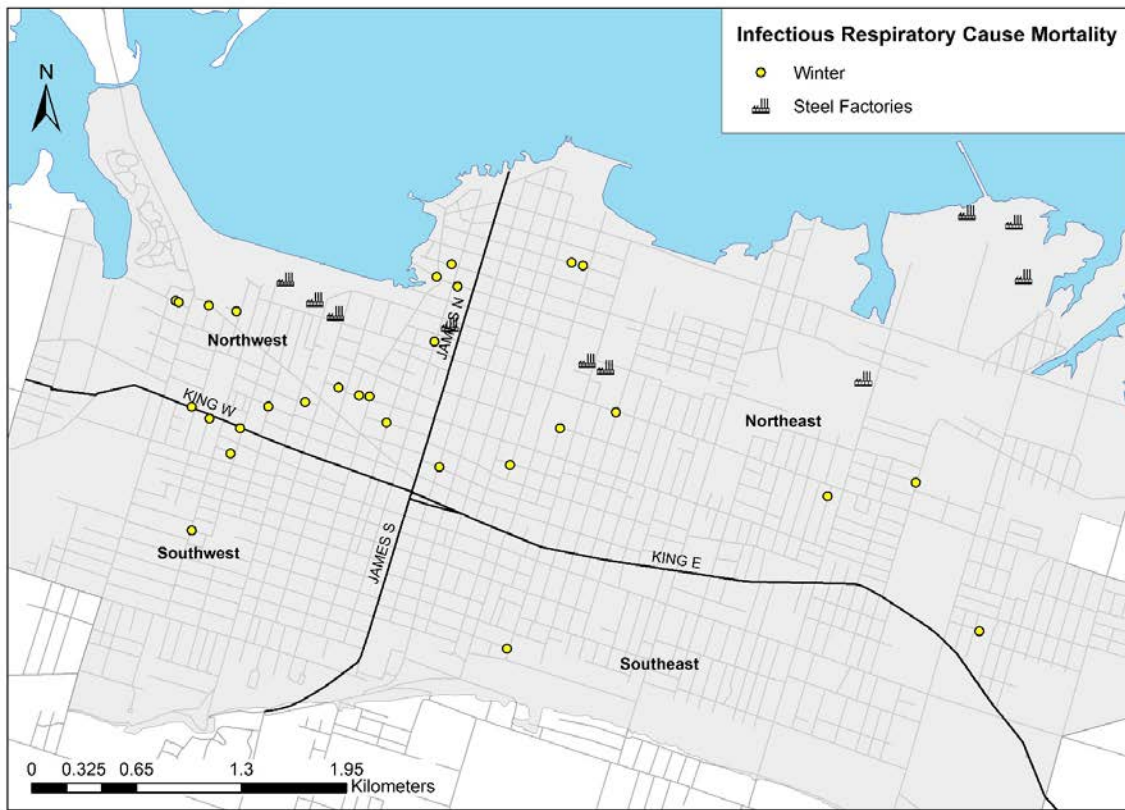 Infectious Respiratory Cause Mortality
Winter
Steel Factories
N
JAMES N
Northwest
KING W
Northeast
Southwest
JAMES S
KING E
Southeast
0 0.325 0.65 1.3 1.95
Kilometers